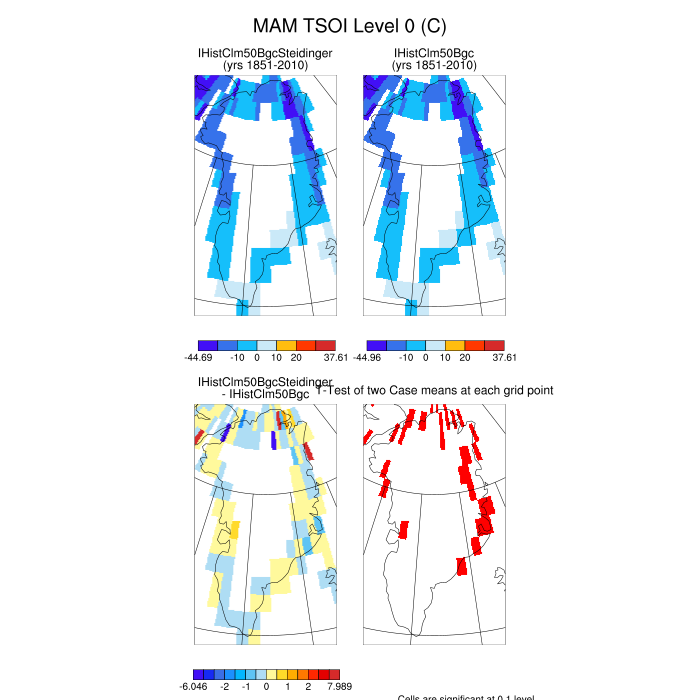 MAM TSOI Level 0 (C)
IHistClm50BgcSteidinger
(yrs 1851-2010)
IHistClm50Bgc
(yrs 1851-2010)
-44.69 -10 0 10 20 37.61
-44.96 -10 0 10 20 37.61
IHistClm50BgcSteidinger
- IHistClm50Bgc
T-Test of two Case means at each grid point
-6.046 -2 -1 0 1 2 7.989
Cells are significant at 0.1 level